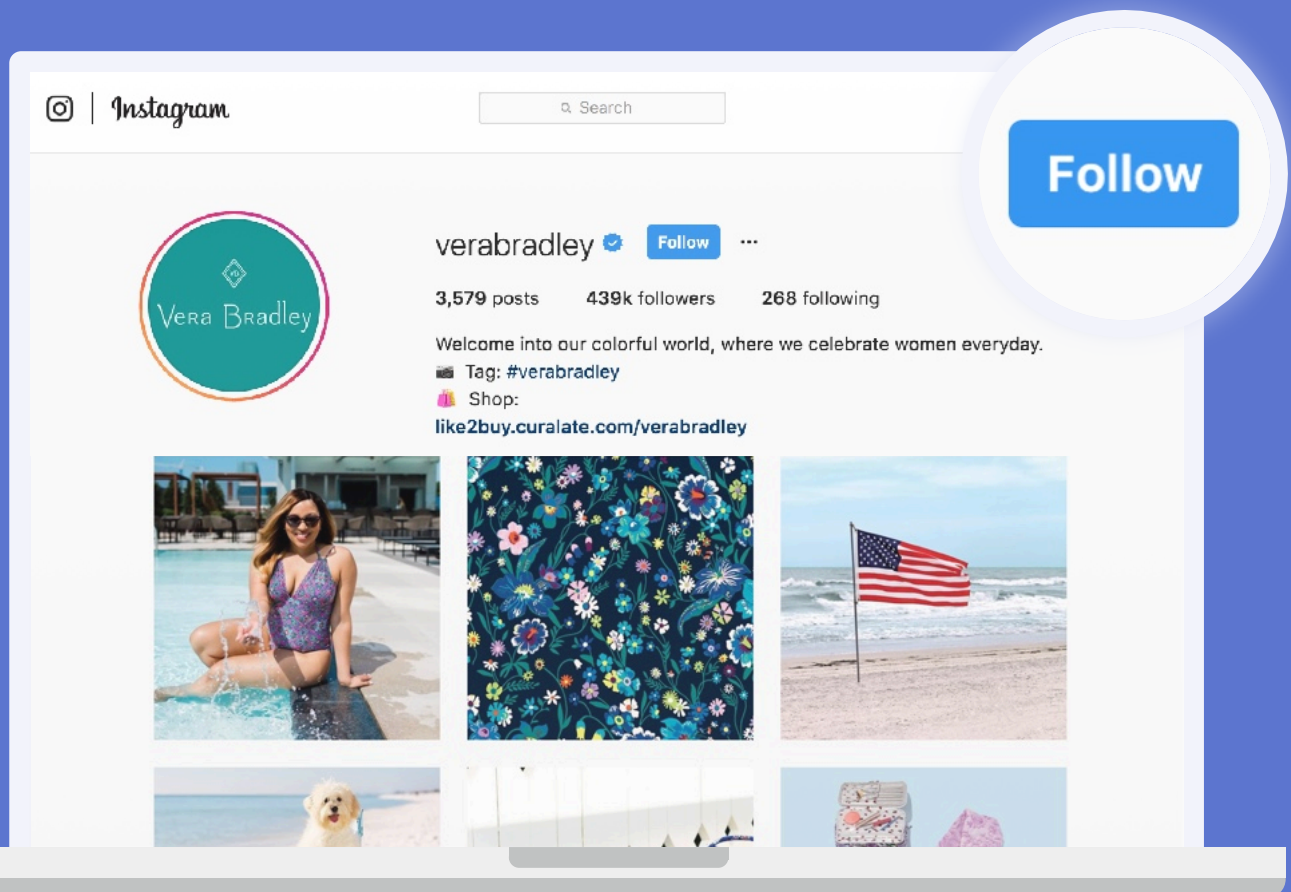 Instagram
Search
Follow
verabradley Follow ...
3,579 posts 439k followers 268 following
VERA BRADLEY
Welcome into our colorful world, where we celebrate women everyday.
Tag: #verabradley
Shop:
like2buy.curalate.com/verabradley